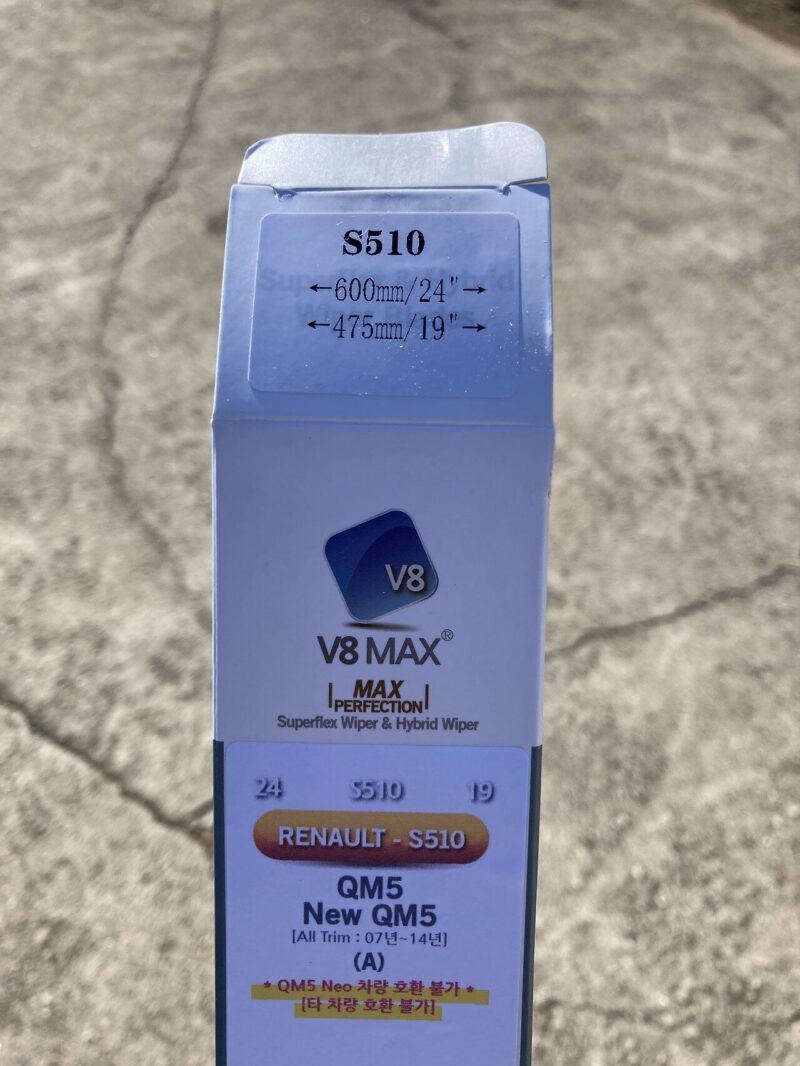 S510
←600mm/24"→
←475mm/19"→
V8
V8 MAX®
MAX
PERFECTION
Superflex Wiper & Hybrid Wiper
24 S510 19
RENAULT - S510
QM5
New QM5
[All Trim : 07년~14년]
(A)
* QM5 Neo 차량 호환 불가 *
[타 차량 호환 불가]